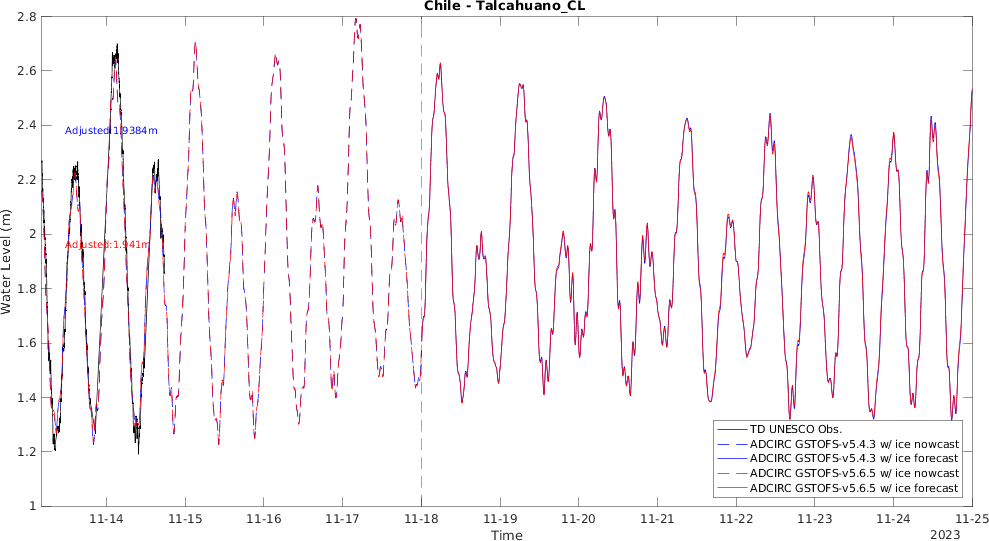 Chile - Talcahuano_CL
2.8
2.6
2.4
2.2
2
1.8
1.6
1.4
1.2
1
Water Level (m)
Adjusted:1.9384m
Adjusted:1.941m
TD UNESCO Obs.
ADCIRC GSTOFS-v5.4.3 w/ ice nowcast
ADCIRC GSTOFS-v5.4.3 w/ ice forecast
ADCIRC GSTOFS-v5.6.5 w/ ice nowcast
ADCIRC GSTOFS-v5.6.5 w/ ice forecast
11-14 11-15 11-16 11-17 11-18 11-19 11-20 11-21 11-22 11-23 11-24 11-25
Time
2023